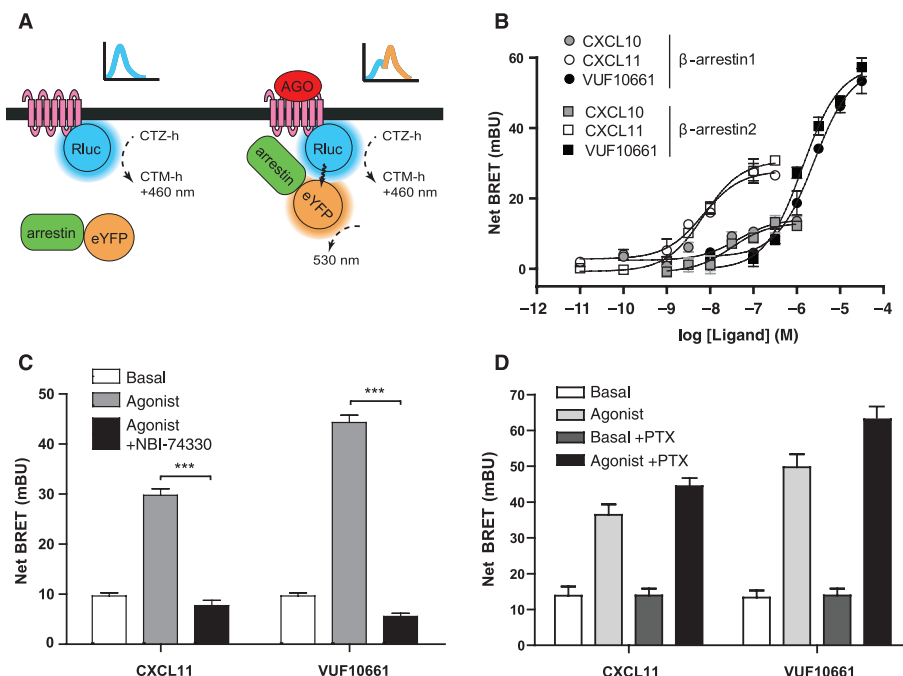 A
AGO
Rluc
CTZ-h
CTM-h
+460 nm
arrestin
eYFP
Rluc
CTZ-h
CTM-h
+460 nm
arrestin
eYFP
530 nm
B
CXCL10
CXCL11
VUF10661
β-arrestin1
CXCL10
CXCL11
VUF10661
β-arrestin2
Net BRET (mBU)
60
40
20
0
−12
−11
−10
−9
−8
−7
−6
−5
−4
log [Ligand] (M)
C
Basal
Agonist
Agonist
+NBI-74330
***
***
Net BRET (mBU)
50
40
30
20
10
0
CXCL11
VUF10661
D
Basal
Agonist
Basal +PTX
Agonist +PTX
Net BRET (mBU)
70
60
50
40
30
20
10
0
CXCL11
VUF10661